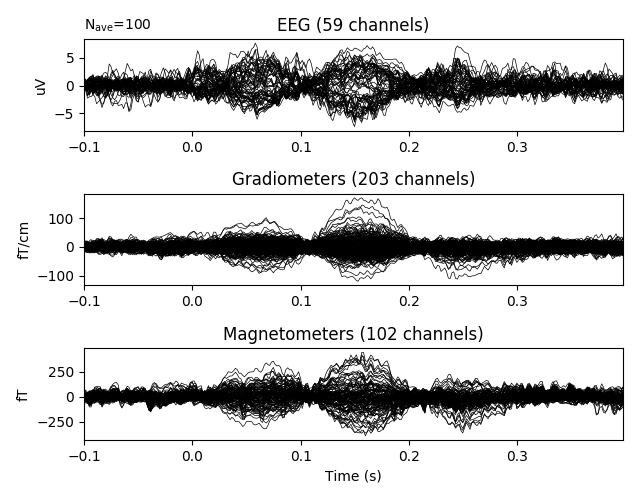 Nave=100
EEG (59 channels)
uV
5
0
−5
−0.1 0.0 0.1 0.2 0.3
Gradiometers (203 channels)
fT/cm
100
0
−100
−0.1 0.0 0.1 0.2 0.3
Magnetometers (102 channels)
fT
250
0
−250
−0.1 0.0 0.1 0.2 0.3
Time (s)